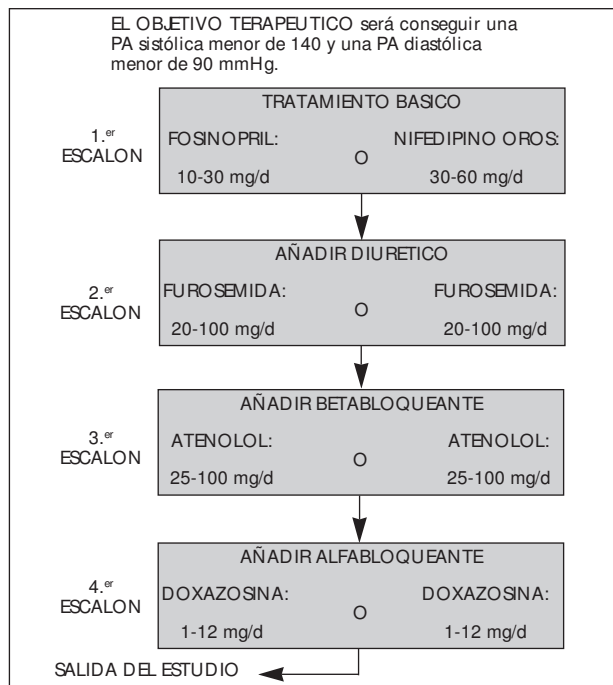 EL OBJETIVO TERAPEUTICO será conseguir una
PA sistólica menor de 140 y una PA diastólica
menor de 90 mmHg.
1.er
ESCALON
TRATAMIENTO BASICO
FOSINOPRIL:
O
NIFEDIPINO OROS:
10-30 mg/d
30-60 mg/d
2.er
ESCALON
AÑADIR DIURETICO
FUROSEMIDA:
O
FUROSEMIDA:
20-100 mg/d
20-100 mg/d
3.er
ESCALON
AÑADIR BETABLOQUEANTE
ATENOLOL:
O
ATENOLOL:
25-100 mg/d
25-100 mg/d
4.er
ESCALON
AÑADIR ALFABLOQUEANTE
DOXAZOSINA:
O
DOXAZOSINA:
1-12 mg/d
1-12 mg/d
SALIDA DEL ESTUDIO